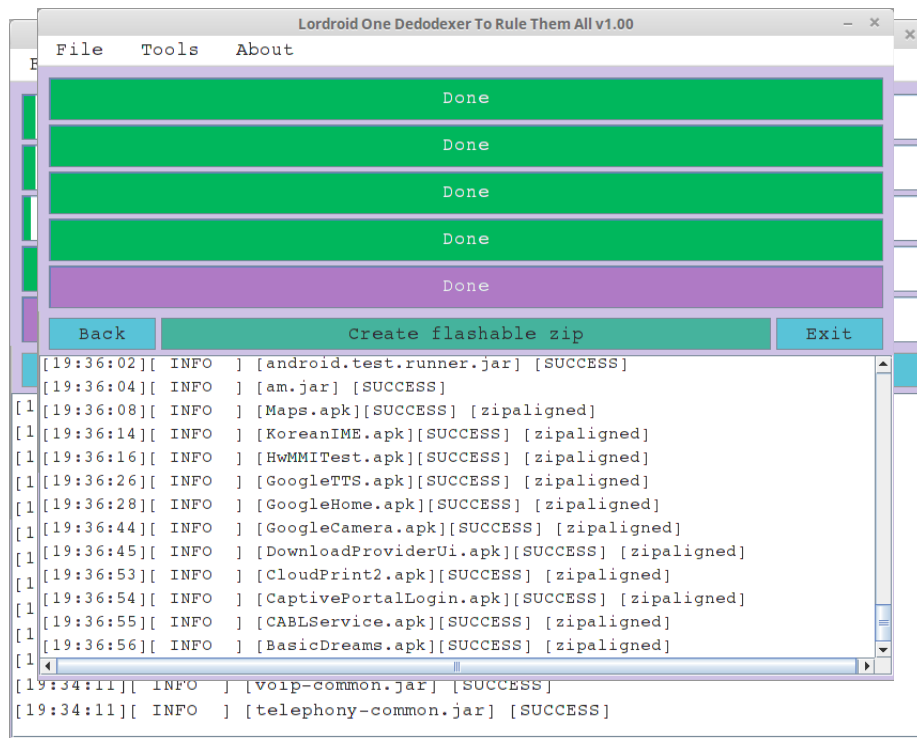 Lordroid One Dedodexer To Rule Them All v1.00
File Tools About
Done
Done
Done
Done
Done
Back Create flashable zip Exit
[19:36:02][ INFO ] [android.test.runner.jar] [SUCCESS]
[19:36:04][ INFO ] [am.jar] [SUCCESS]
[19:36:08][ INFO ] [Maps.apk][SUCCESS] [zipaligned]
[19:36:14][ INFO ] [KoreanIME.apk][SUCCESS] [zipaligned]
[19:36:16][ INFO ] [HwMMITest.apk][SUCCESS] [zipaligned]
[19:36:26][ INFO ] [GoogleTTS.apk][SUCCESS] [zipaligned]
[19:36:28][ INFO ] [GoogleHome.apk][SUCCESS] [zipaligned]
[19:36:44][ INFO ] [GoogleCamera.apk][SUCCESS] [zipaligned]
[19:36:45][ INFO ] [DownloadProviderUi.apk][SUCCESS] [zipaligned]
[19:36:53][ INFO ] [CloudPrint2.apk][SUCCESS] [zipaligned]
[19:36:54][ INFO ] [CaptivePortalLogin.apk][SUCCESS] [zipaligned]
[19:36:55][ INFO ] [CABLService.apk][SUCCESS] [zipaligned]
[19:36:56][ INFO ] [BasicDreams.apk][SUCCESS] [zipaligned]
[19:34:11][ INFO ] [voip-common.jar] [SUCCESS]
[19:34:11][ INFO ] [telephony-common.jar] [SUCCESS]